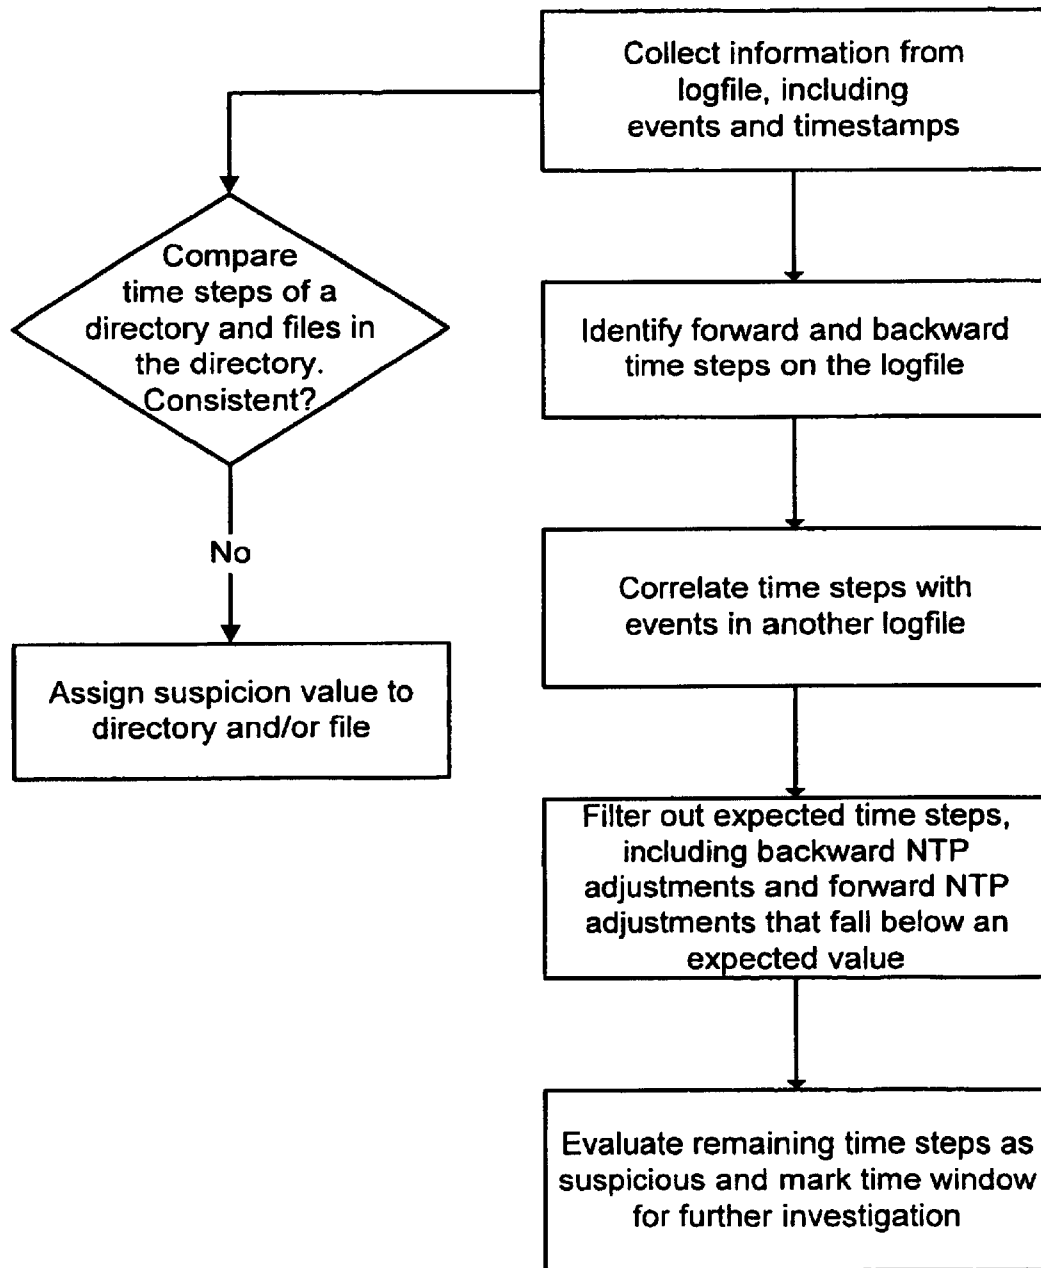 Collect information from
logfile, including
events and timestamps
Compare
time steps of a
directory and files in
the directory.
Consistent?
No
Assign suspicion value to
directory and/or file
Identify forward and backward
time steps on the logfile
Correlate time steps with
events in another logfile
Filter out expected time steps,
including backward NTP
adjustments and forward NTP
adjustments that fall below an
expected value
Evaluate remaining time steps as
suspicious and mark time window
for further investigation